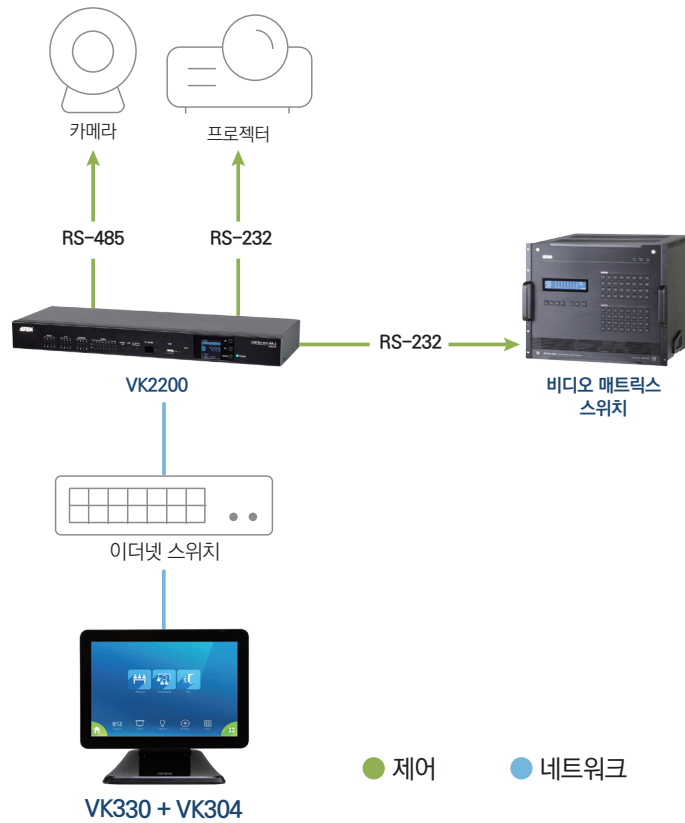 카메라
프로젝터
RS-485
RS-232
RS-232
VK2200
비디오 매트릭스
스위치
이더넷 스위치
VK330 + VK304
제어
네트워크